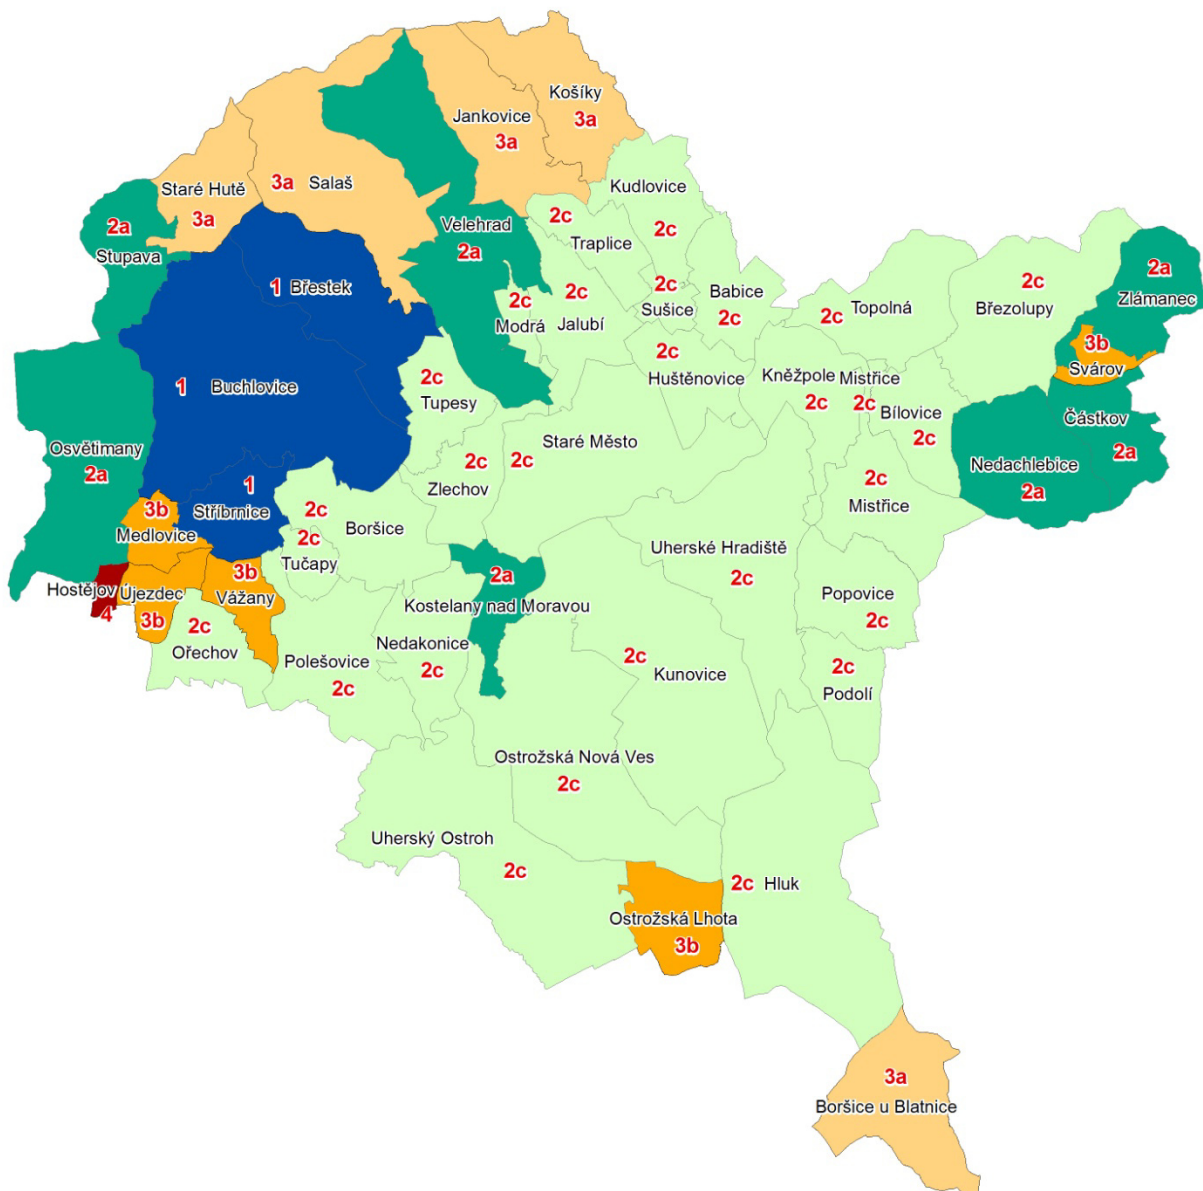 Košíky
3a
Jankovice
3a
Staré Hutě
3a
3a Salaš
Kudlovice
2c
2a
Stupava
Velehrad
2a
2c
Traplice
2c
Sušice
Babice
2c
2c
Modrá
2c
Jalubí
2c
Topolná
2c
Březolupy
2a
Zlámanec
1 Břestek
3b
Svárov
2c
Huštěnovice
Kněžpole
2c
Mistřice
2c
Bílovice
2c
Částkov
2a
1 Buchlovice
2c
Tupesy
Staré Město
2c
2c
Zlechov
Osvětimany
2a
Nedachlebice
2a
2c
Mistřice
1
Stříbrnice
3b
Medlovice
2c
Boršice
2c
Tučapy
Uherské Hradiště
2c
2a
Kostelany nad Moravou
Hostějov
4
Újezdec
3b
3b
Vážany
Popovice
2c
2c
Ořechov
Nedakonice
2c
Polešovice
2c
2c
Kunovice
2c
Podolí
Ostrožská Nová Ves
2c
Uherský Ostroh
2c
2c Hluk
Ostrožská Lhota
3b
3a
Boršice u Blatnice